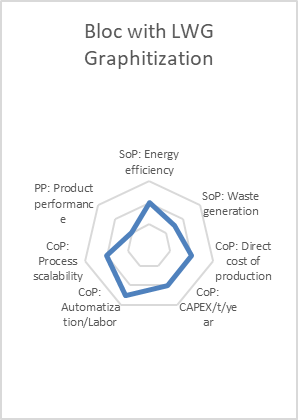 Bloc with LWG
Graphitization
SoP: Energy
efficiency
SoP: Waste
generation
CoP: Direct
cost of
production
CoP:
CAPEX/t/ye
ar
CoP:
Automatiza
tion/Labor
CoP:
Process
scalability
PP: Product
performanc
e